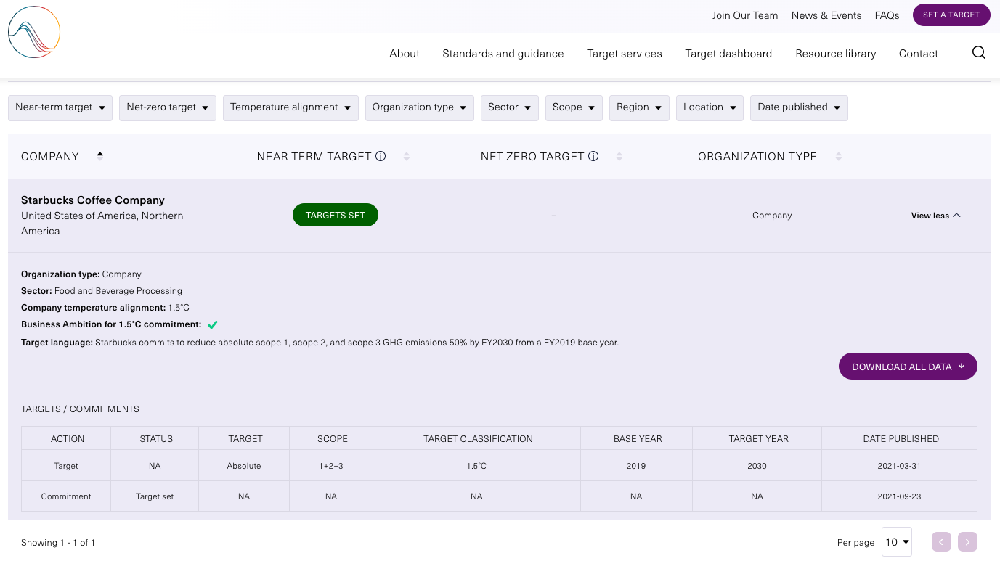 Join Our Team News & Events FAQs SET A TARGET
About Standards and guidance Target services Target dashboard Resource library Contact
Near-term target Net-zero target Temperature alignment Organization type Sector Scope Region Location Date published
COMPANY NEAR-TERM TARGET NET-ZERO TARGET ORGANIZATION TYPE
Starbucks Coffee Company
United States of America, Northern
America
TARGETS SET – Company View less
Organization type: Company
Sector: Food and Beverage Processing
Company temperature alignment: 1.5°C
Business Ambition for 1.5°C commitment:
Target language: Starbucks commits to reduce absolute scope 1, scope 2, and scope 3 GHG emissions 50% by FY2030 from a FY2019 base year.
DOWNLOAD ALL DATA
TARGETS / COMMITMENTS
ACTION STATUS TARGET SCOPE TARGET CLASSIFICATION BASE YEAR TARGET YEAR DATE PUBLISHED
Target NA Absolute 1+2+3 1.5°C 2019 2030 2021-03-31
Commitment Target set NA NA NA NA NA 2021-09-23
Showing 1 - 1 of 1 Per page 10